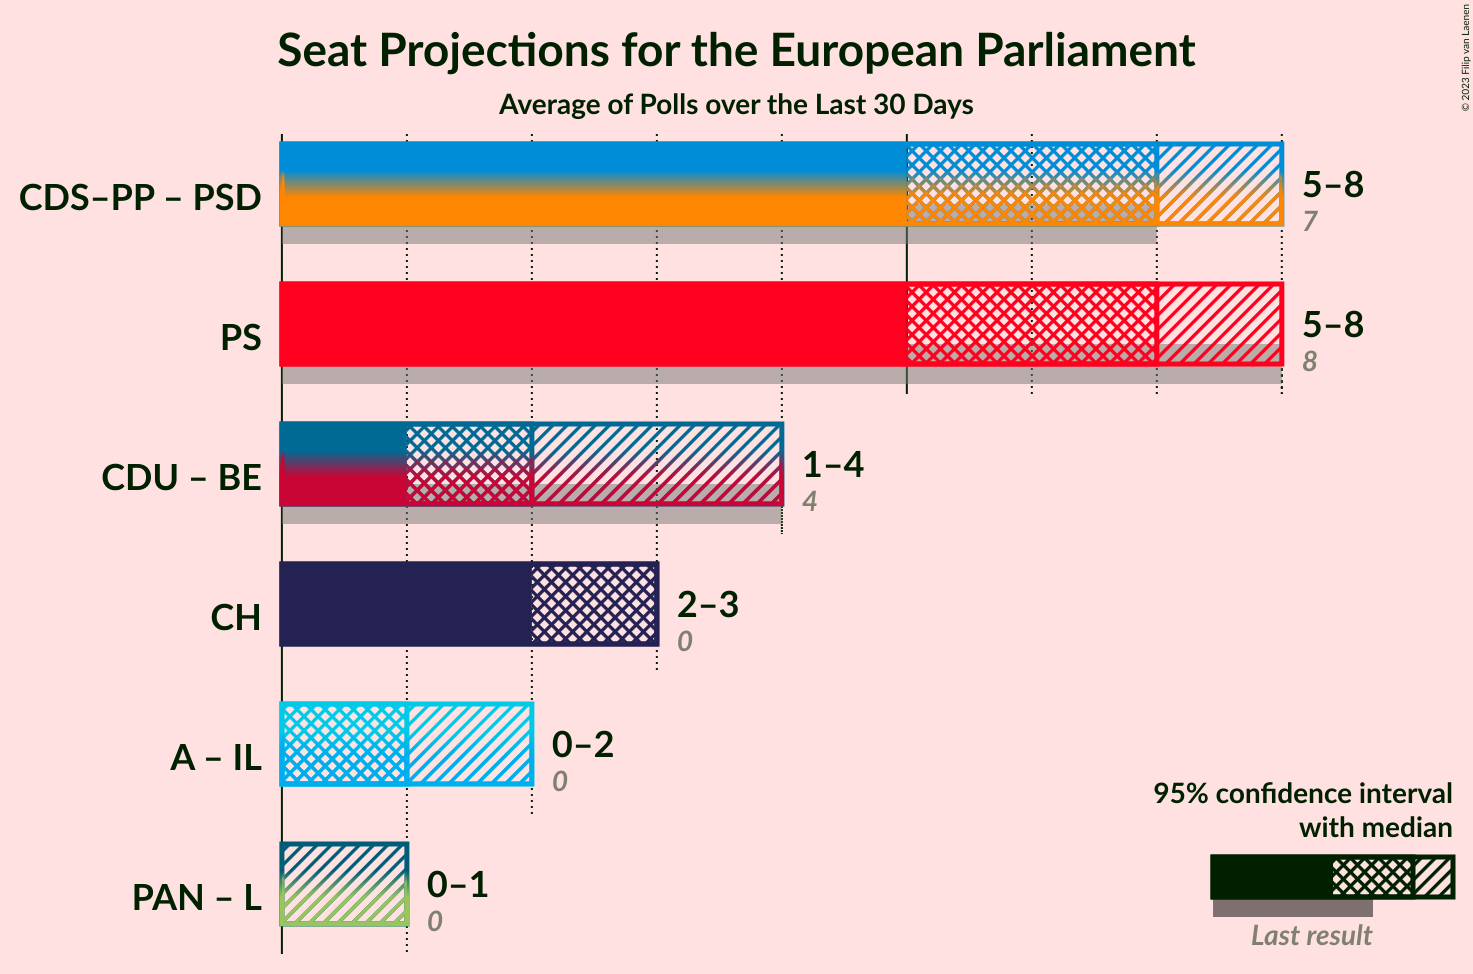 Seat Projections for the European Parliament
Average of Polls over the Last 30 Days
© 2023 Filip van Laenen
CDS–PP – PSD
5–8
7
PS
5–8
8
CDU – BE
1–4
4
CH
2–3
0
A – IL
0–2
0
PAN – L
0–1
0
95% confidence interval
with median
Last result